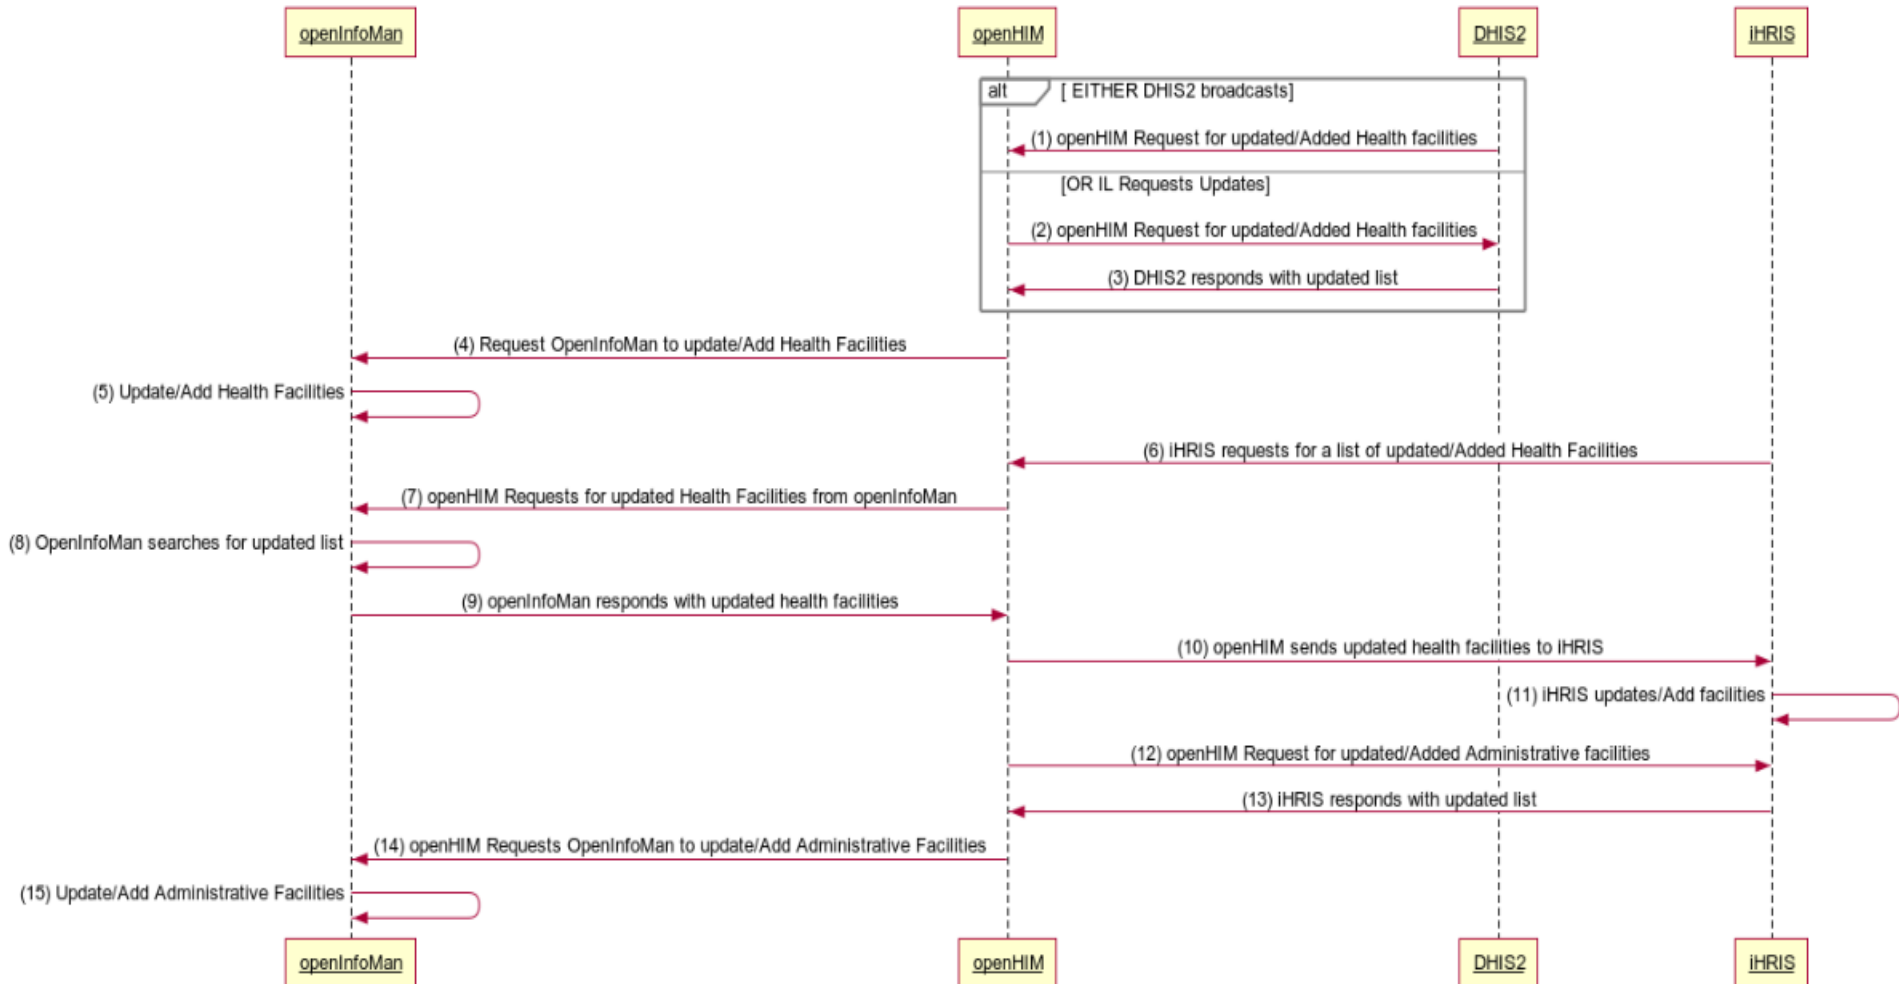 openInfoMan
openHIM
DHIS2
iHRIS
alt [ EITHER DHIS2 broadcasts]
(1) openHIM Request for updated/Added Health facilities
[OR IL Requests Updates]
(2) openHIM Request for updated/Added Health facilities
(3) DHIS2 responds with updated list
(4) Request OpenInfoMan to update/Add Health Facilities
(5) Update/Add Health Facilities
(6) iHRIS requests for a list of updated/Added Health Facilities
(7) openHIM Requests for updated Health Facilities from openInfoMan
(8) OpenInfoMan searches for updated list
(9) openInfoMan responds with updated health facilities
(10) openHIM sends updated health facilities to iHRIS
(11) iHRIS updates/Add facilities
(12) openHIM Request for updated/Added Administrative facilities
(13) iHRIS responds with updated list
(14) openHIM Requests OpenInfoMan to update/Add Administrative Facilities
(15) Update/Add Administrative Facilities
openInfoMan
openHIM
DHIS2
iHRIS